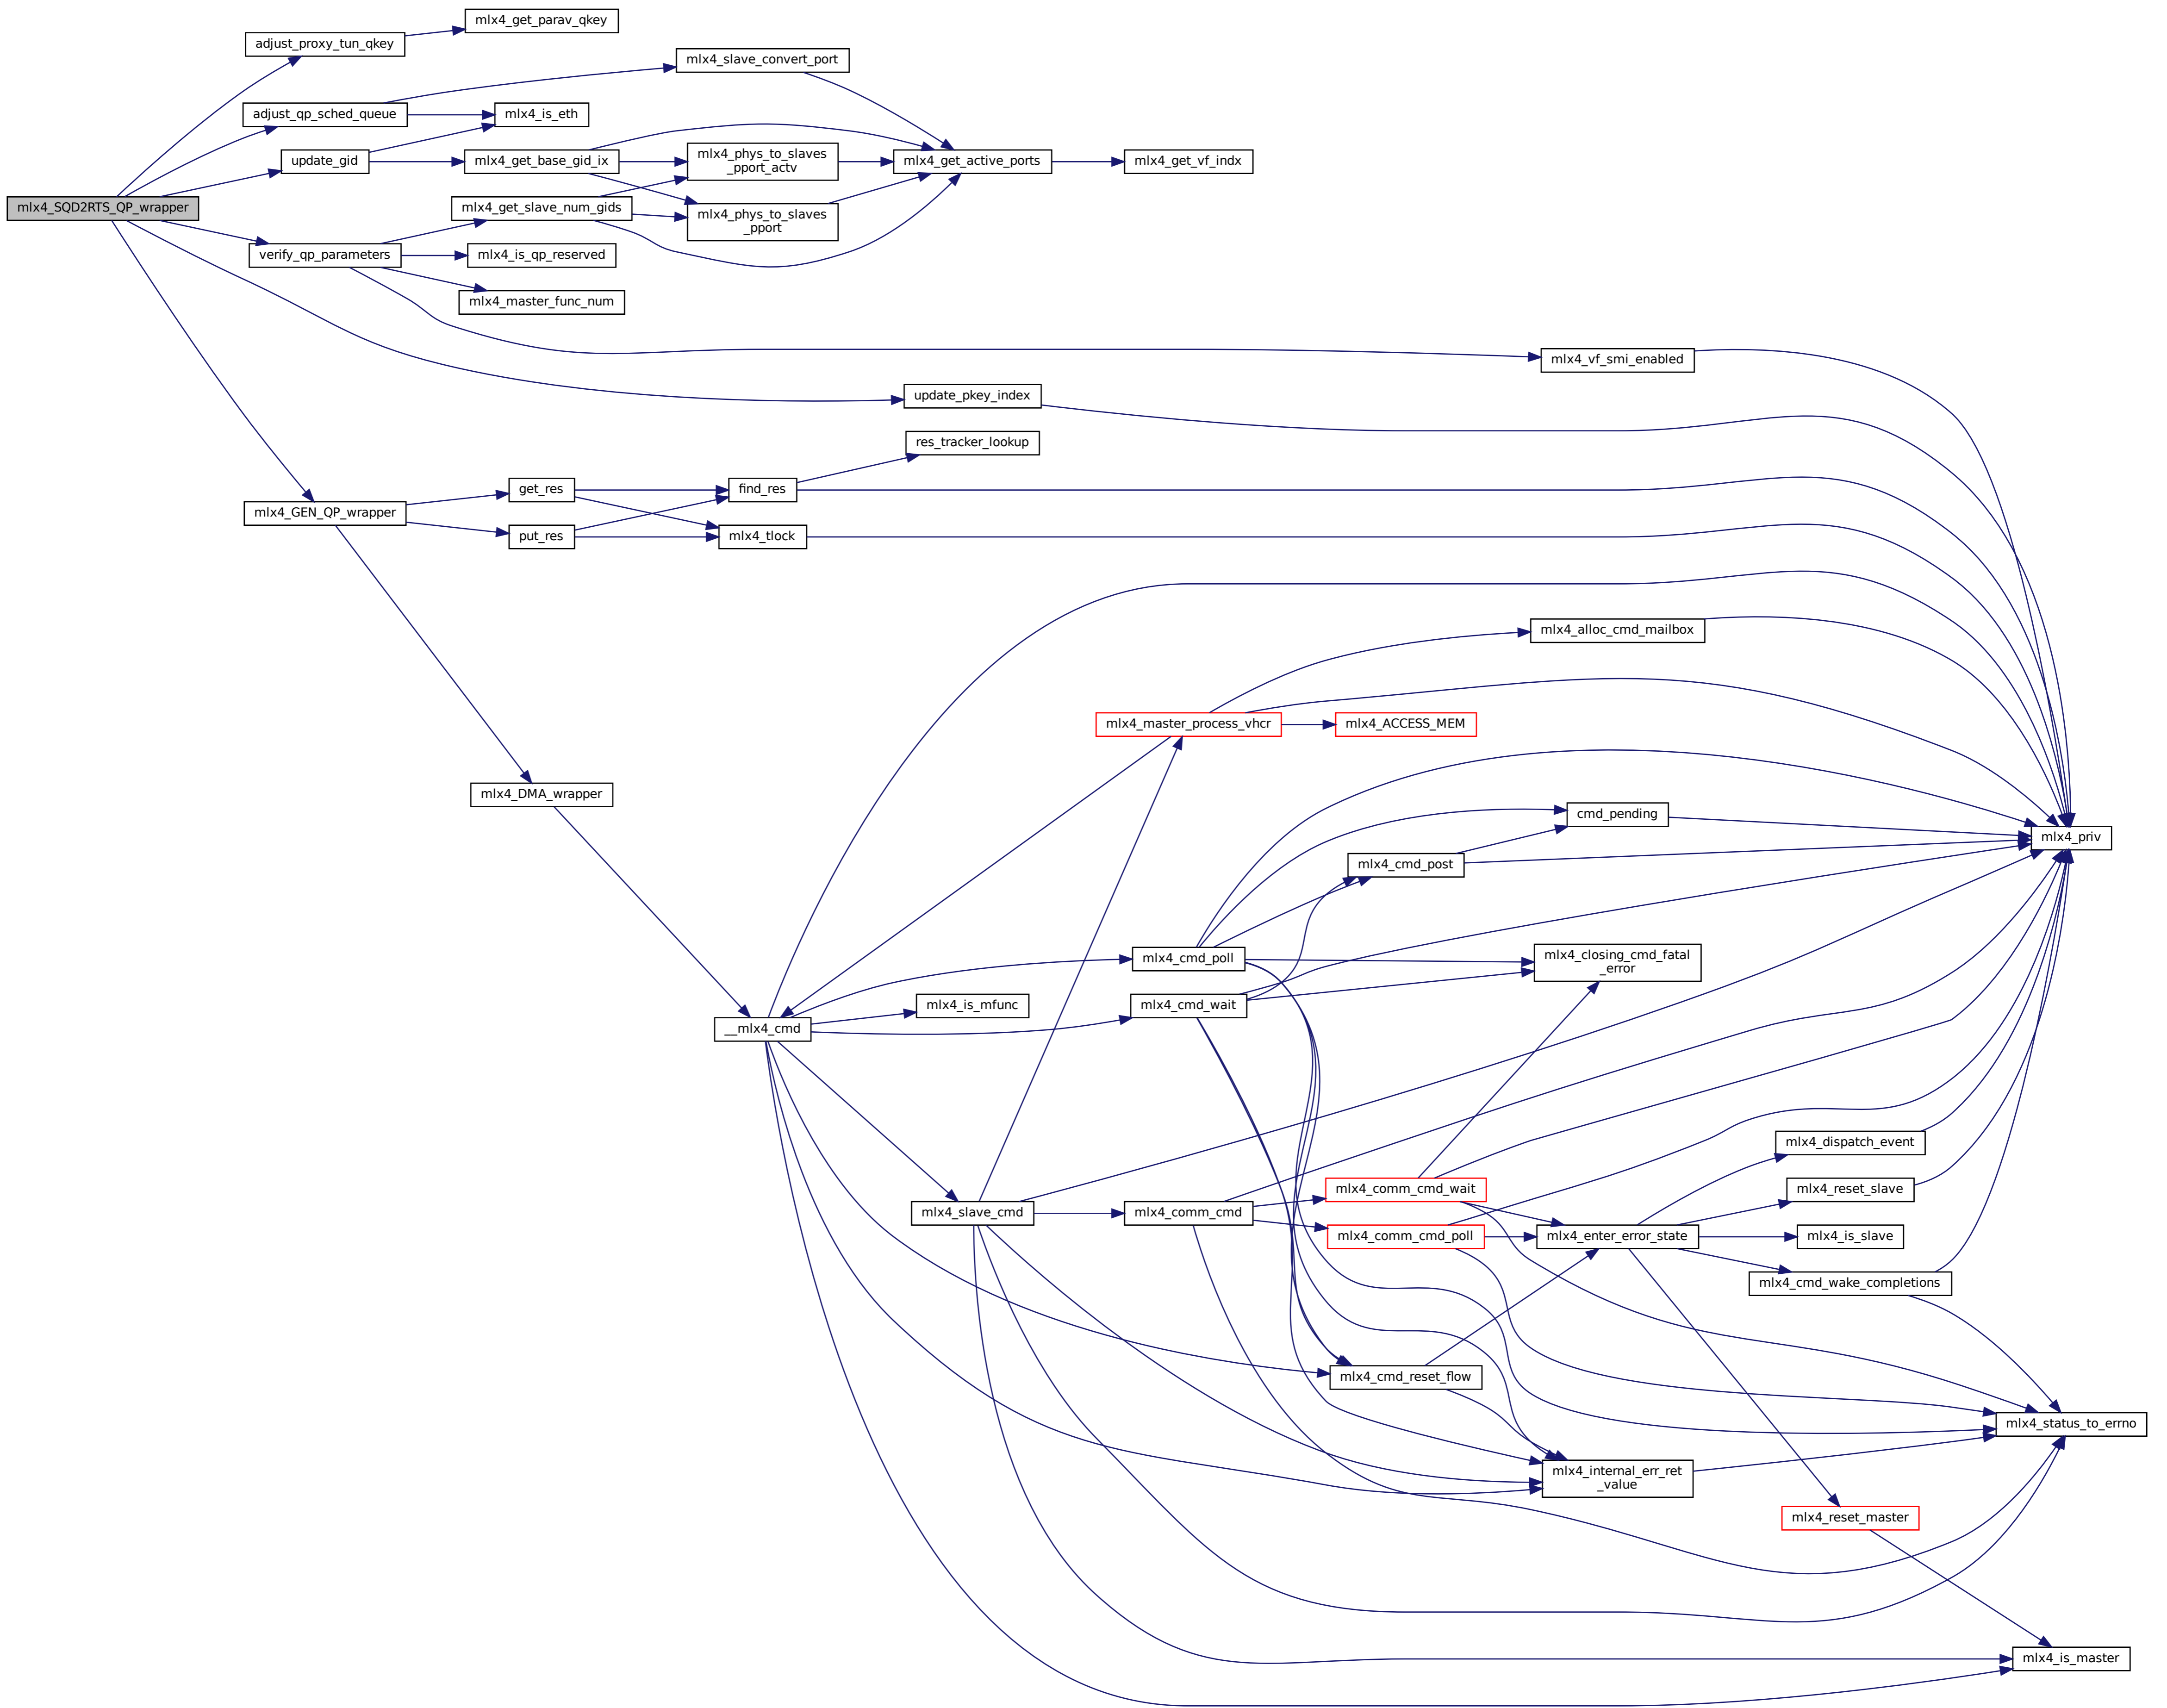 mlx4_get_parav_qkey
adjust_proxy_tun_qkey
mlx4_slave_convert_port
adjust_qp_sched_queue
mlx4_is_eth
update_gid
mlx4_get_base_gid_ix
mlx4_phys_to_slaves
_pport_actv
mlx4_get_active_ports
mlx4_get_vf_indx
mlx4_SQD2RTS_QP_wrapper
mlx4_get_slave_num_gids
mlx4_phys_to_slaves
_pport
verify_qp_parameters
mlx4_is_qp_reserved
mlx4_master_func_num
mlx4_vf_smi_enabled
update_pkey_index
res_tracker_lookup
get_res
find_res
mlx4_GEN_QP_wrapper
put_res
mlx4_tlock
mlx4_alloc_cmd_mailbox
mlx4_master_process_vhcr
mlx4_ACCESS_MEM
mlx4_DMA_wrapper
cmd_pending
mlx4_priv
mlx4_cmd_post
mlx4_cmd_poll
mlx4_closing_cmd_fatal
_error
mlx4_is_mfunc
mlx4_cmd_wait
__mlx4_cmd
mlx4_dispatch_event
mlx4_comm_cmd_wait
mlx4_reset_slave
mlx4_slave_cmd
mlx4_comm_cmd
mlx4_comm_cmd_poll
mlx4_enter_error_state
mlx4_is_slave
mlx4_cmd_wake_completions
mlx4_cmd_reset_flow
mlx4_status_to_errno
mlx4_internal_err_ret
_value
mlx4_reset_master
mlx4_is_master